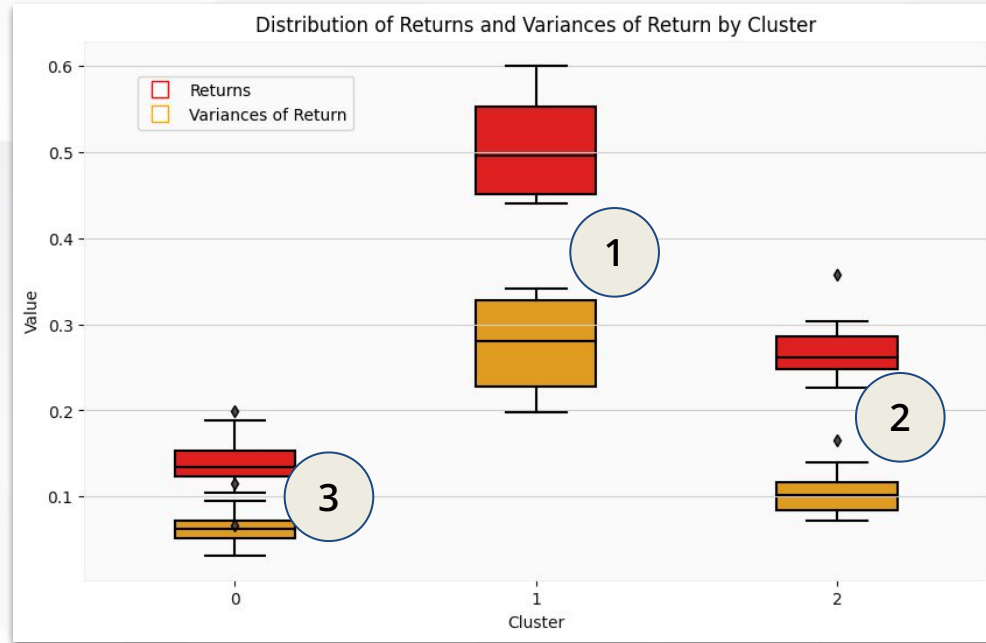 Distribution of Returns and Variances of Return by Cluster
Returns
Variances of Return
0.6
0.5
0.4
0.3
0.2
0.1
Value
1
2
3
0
1
2
Cluster